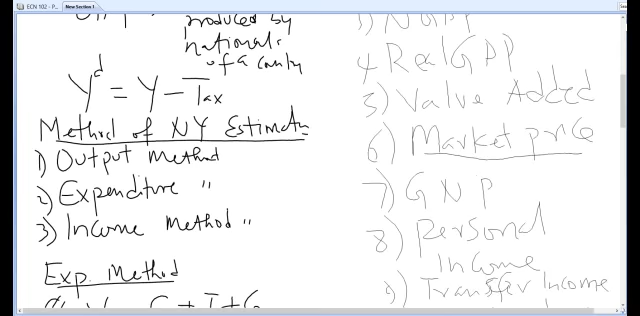 ECN 102 - P...
New Section 1
produced by
nationals
of a county
Y^d = Y - Tax
Method of NY Estimatn
1) Output method
2) Expenditure "
3) Income Method "
Exp. Method
4 Real GDP
5) Value Added
6) Market price
7) GNP
8) personal
Income
9) Transfer Income